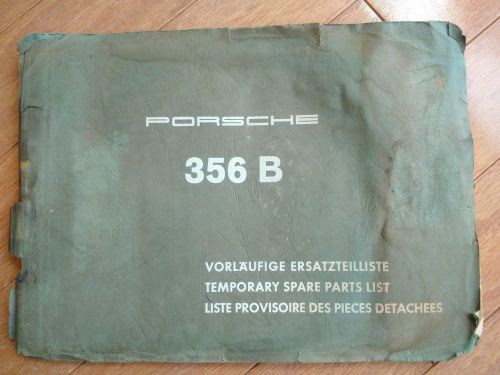 PORSCHE
356 B
VORLÄUFIGE ERSATZTEILLISTE
TEMPORARY SPARE PARTS LIST
LISTE PROVISOIRE DES PIECES DETACHEES